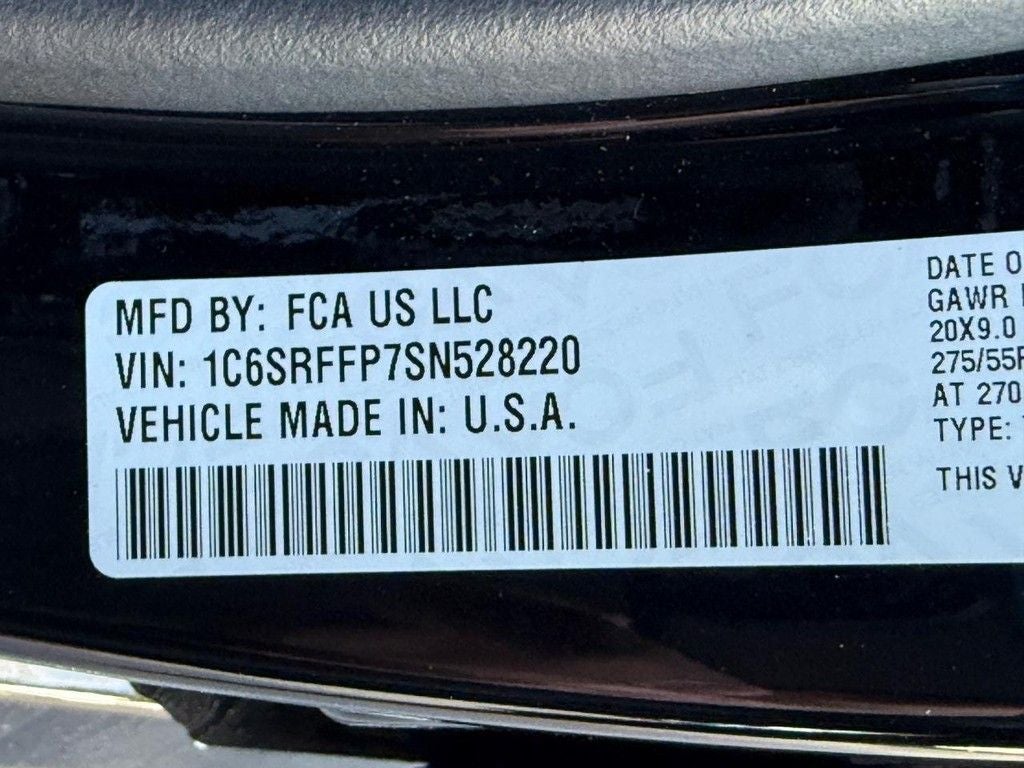 MFD BY: FCA US LLC
VIN: 1C6SRFFP7SN528220
VEHICLE MADE IN: U.S.A.
DATE O
GAWR
20X9.0
275/55R
AT 270
TYPE:
THIS V